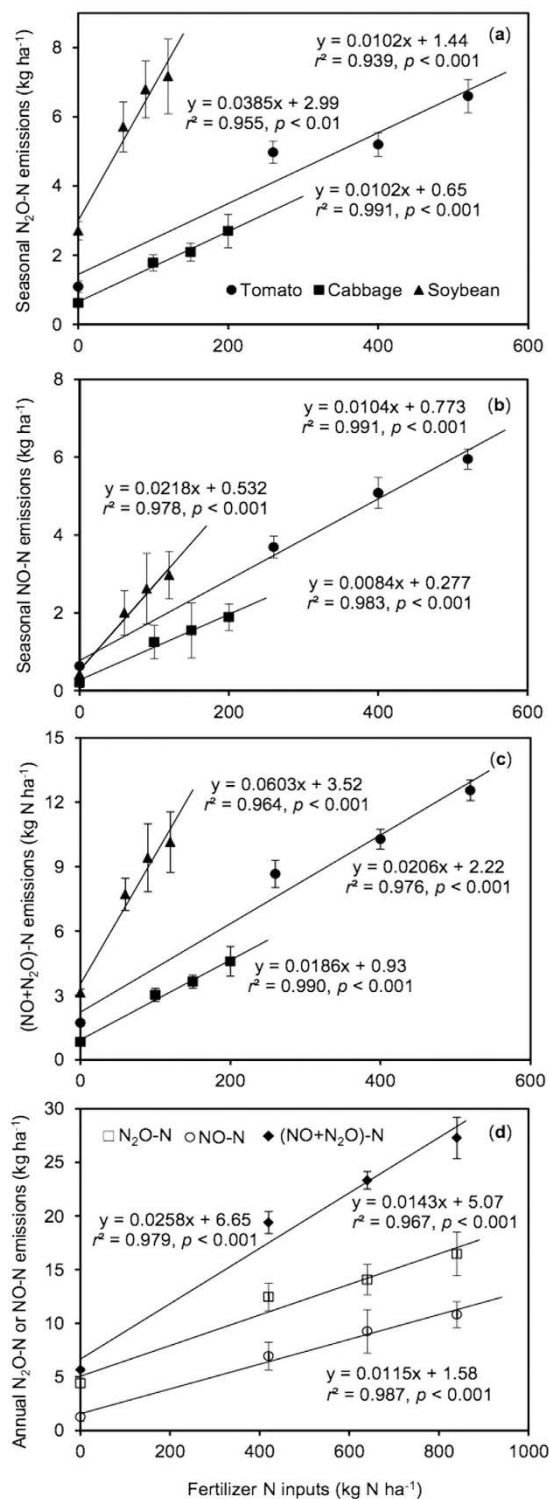 8
6
4
2
0
Seasonal N₂O-N emissions (kg ha⁻¹)
(a)
y = 0.0102x + 1.44
r² = 0.939, p < 0.001
y = 0.0385x + 2.99
r² = 0.955, p < 0.01
y = 0.0102x + 0.65
r² = 0.991, p < 0.001
Tomato Cabbage Soybean
0 200 400 600
8
6
4
2
0
Seasonal NO-N emissions (kg ha⁻¹)
(b)
y = 0.0104x + 0.773
r² = 0.991, p < 0.001
y = 0.0218x + 0.532
r² = 0.978, p < 0.001
y = 0.0084x + 0.277
r² = 0.983, p < 0.001
0 200 400 600
15
12
9
6
3
0
(NO+N₂O)-N emissions (kg N ha⁻¹)
(c)
y = 0.0603x + 3.52
r² = 0.964, p < 0.001
y = 0.0206x + 2.22
r² = 0.976, p < 0.001
y = 0.0186x + 0.93
r² = 0.990, p < 0.001
0 200 400 600
30
25
20
15
10
5
0
Annual N₂O-N or NO-N emissions (kg ha⁻¹)
N₂O-N NO-N (NO+N₂O)-N
(d)
y = 0.0258x + 6.65
r² = 0.979, p < 0.001
y = 0.0143x + 5.07
r² = 0.967, p < 0.001
y = 0.0115x + 1.58
r² = 0.987, p < 0.001
0 200 400 600 800 1000
Fertilizer N inputs (kg N ha⁻¹)